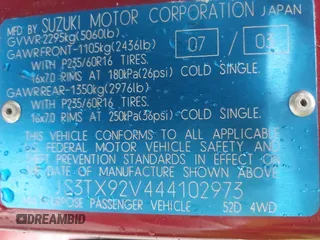 MFD BY SUZUKI MOTOR CORPORATION JAPAN
GVWR:2295kg(5060lb) 07 / 03
GAWRFRONT-1105kg(2436lb)
WITH P235/60R16 TIRES.
16x7.0 RIMS AT 180kPa(26psi) COLD SINGLE.
GAWRREAR-1350kg(2976lb)
WITH P235/60R16 TIRES.
16x7.0 RIMS AT 250kPa(36psi) COLD SINGLE.
THIS VEHICLE CONFORMS TO ALL APPLICABLE
FEDERAL MOTOR VEHICLE SAFETY AND
THEFT PREVENTION STANDARDS IN EFFECT ON
DATE OF MANUFACTURE SHOWN ABOVE.
JS3TX92V444102973
PURPOSE PASSENGER VEHICLE 52D 4WD
DREAMBID